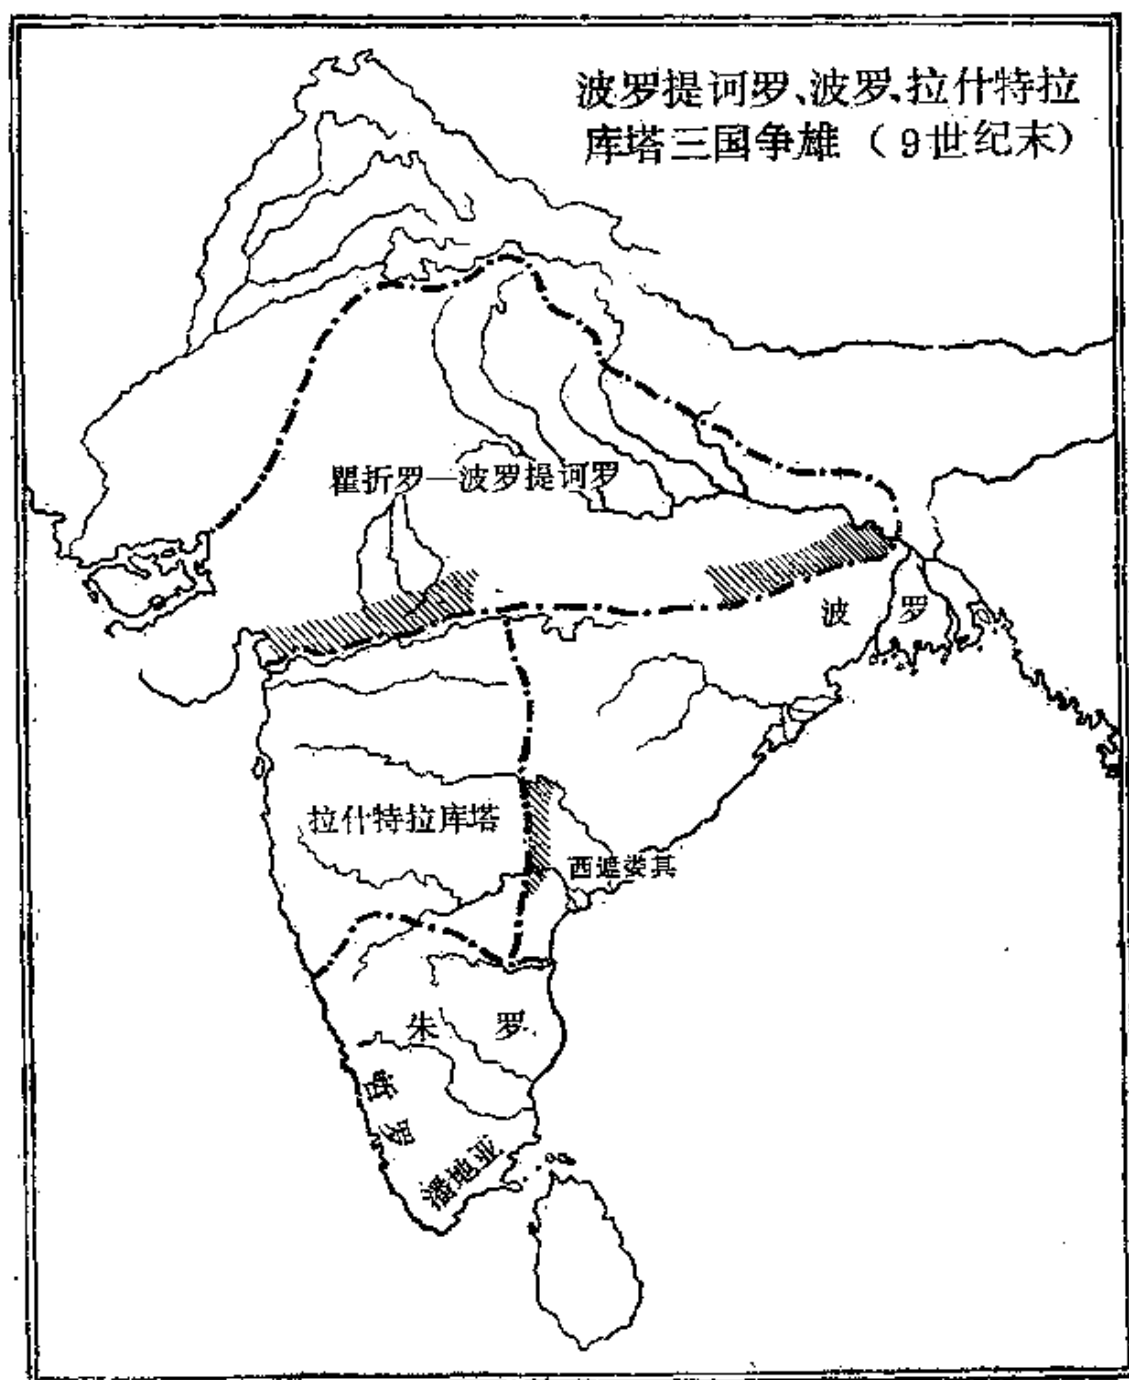 波罗提诃罗、波罗、拉什特拉
库塔三国争雄（9世纪末）
瞿折罗—波罗提诃罗
波 罗
拉什特拉库塔
西遮娄其
朱 罗
哲罗
潘地亚